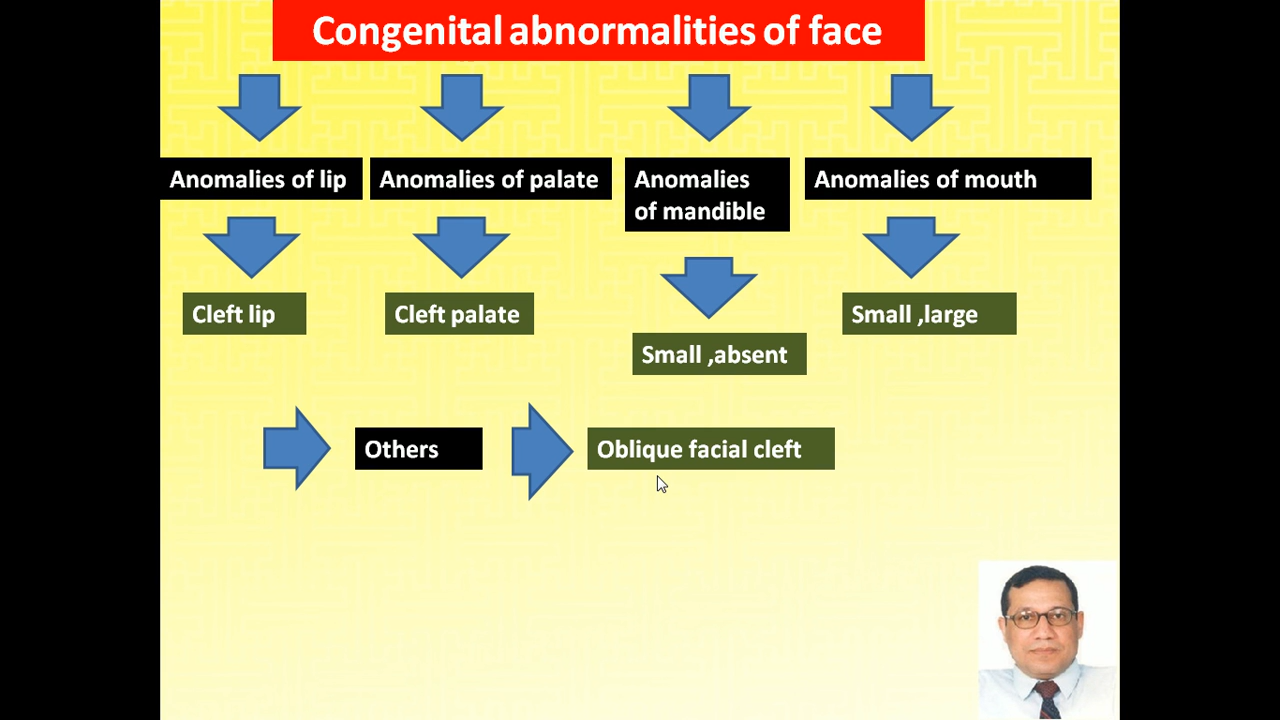 Congenital abnormalities of face
Anomalies of lip
Anomalies of palate
Anomalies
of mandible
Anomalies of mouth
Cleft lip
Cleft palate
Small ,absent
Small ,large
Others
Oblique facial cleft